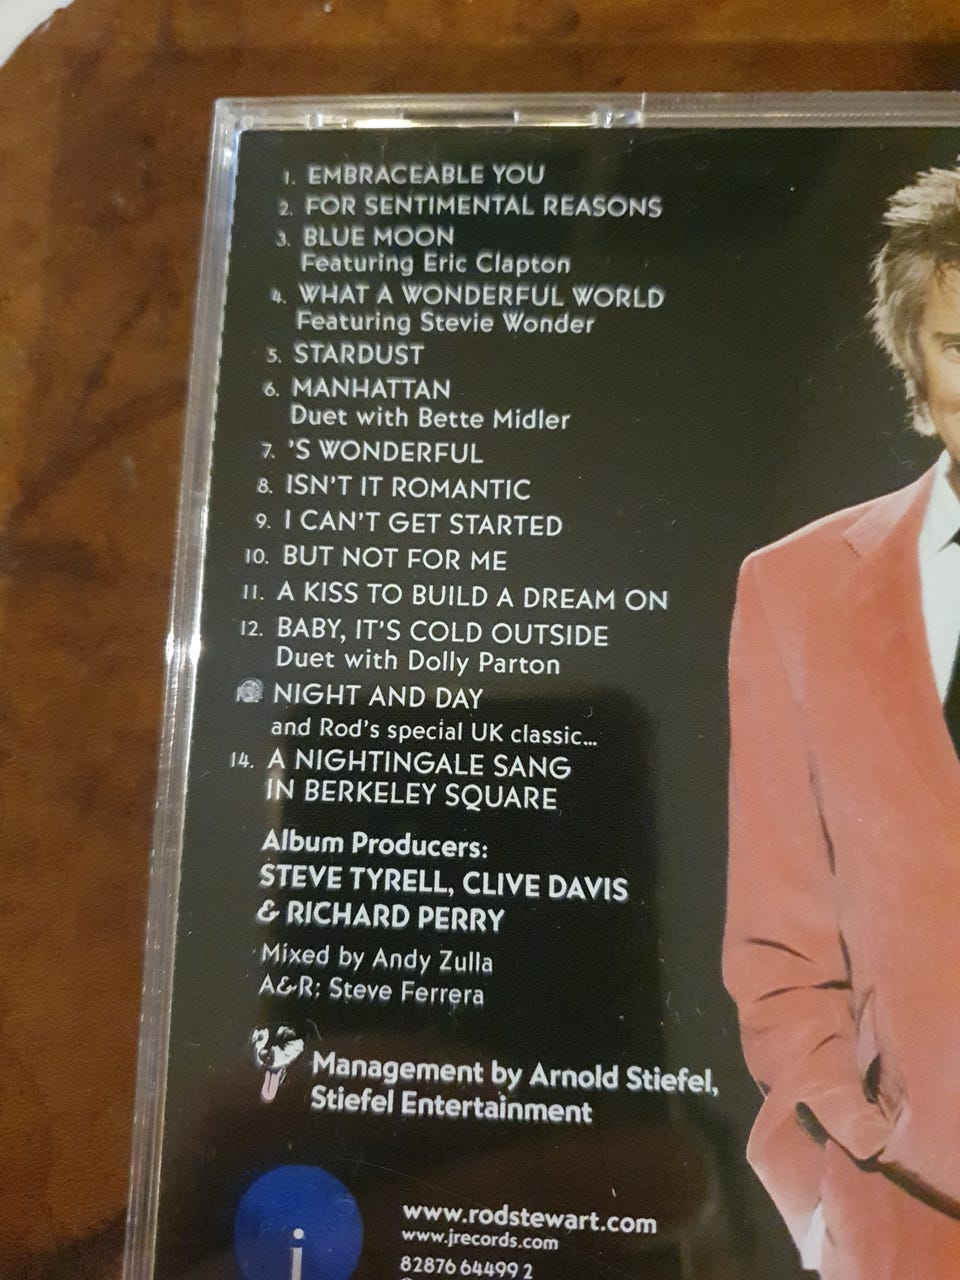 1. EMBRACEABLE YOU
2. FOR SENTIMENTAL REASONS
3. BLUE MOON
Featuring Eric Clapton
4. WHAT A WONDERFUL WORLD
Featuring Stevie Wonder
5. STARDUST
6. MANHATTAN
Duet with Bette Midler
7. 'S WONDERFUL
8. ISN'T IT ROMANTIC
9. I CAN'T GET STARTED
10. BUT NOT FOR ME
11. A KISS TO BUILD A DREAM ON
12. BABY, IT'S COLD OUTSIDE
Duet with Dolly Parton
NIGHT AND DAY
and Rod's special UK classic...
14. A NIGHTINGALE SANG
IN BERKELEY SQUARE
Album Producers:
STEVE TYRELL, CLIVE DAVIS
& RICHARD PERRY
Mixed by Andy Zulla
A&R: Steve Ferrera
Management by Arnold Stiefel,
Stiefel Entertainment
j
www.rodstewart.com
www.jrecords.com
82876 64499 2